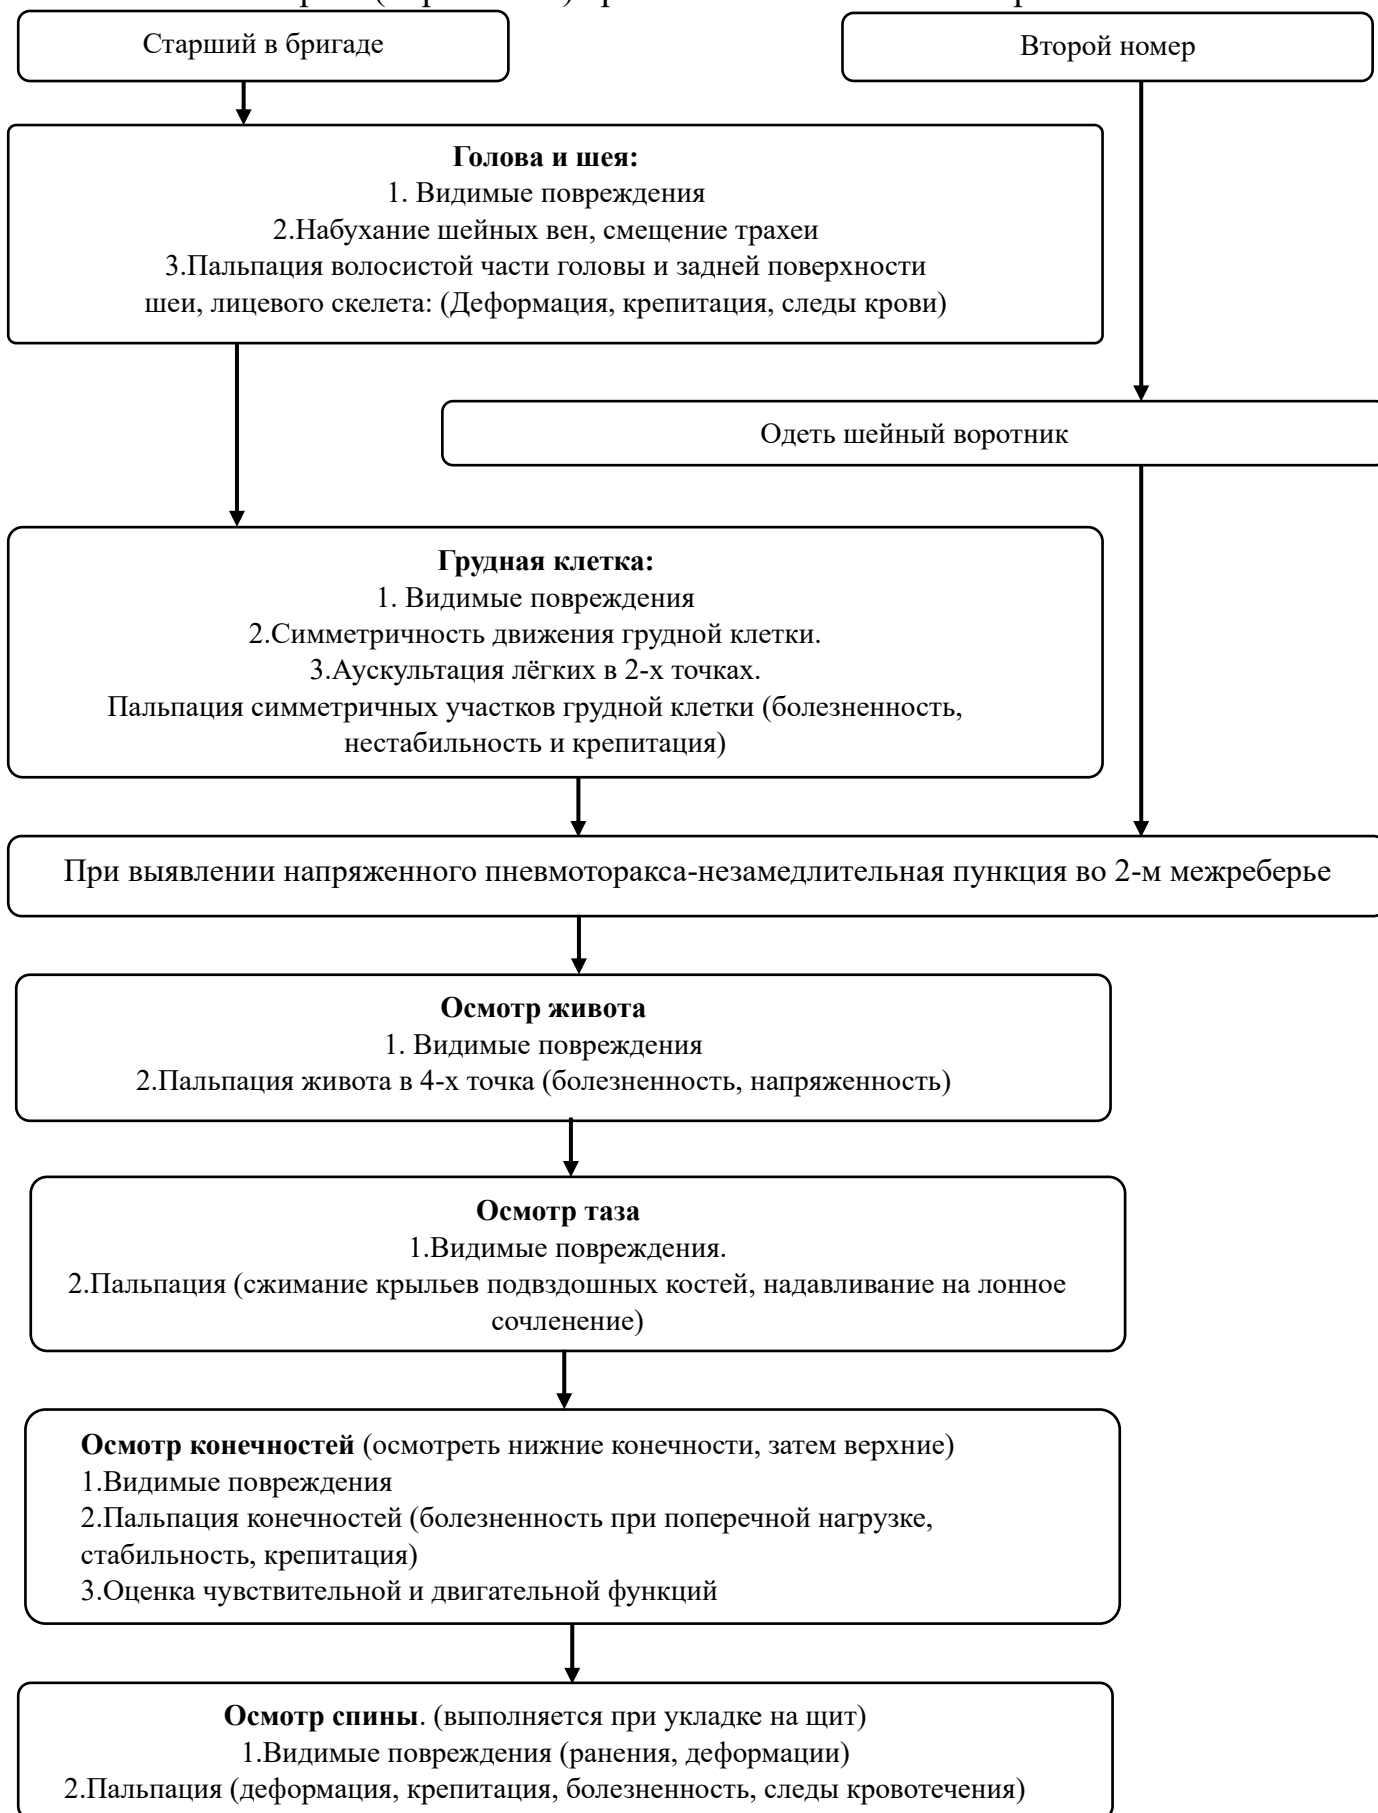 Старший в бригаде
Второй номер
Голова и шея:
1. Видимые повреждения
2.Набухание шейных вен, смещение трахеи
3.Пальпация волосистой части головы и задней поверхности
шеи, лицевого скелета: (Деформация, крепитация, следы крови)
Одеть шейный воротник
Грудная клетка:
1. Видимые повреждения
2.Симметричность движения грудной клетки.
3.Аускультация лёгких в 2-х точках.
Пальпация симметричных участков грудной клетки (болезненность,
нестабильность и крепитация)
При выявлении напряженного пневмоторакса-незамедлительная пункция во 2-м межреберье
Осмотр живота
1. Видимые повреждения
2.Пальпация живота в 4-х точка (болезненность, напряженность)
Осмотр таза
1.Видимые повреждения.
2.Пальпация (сжимание крыльев подвздошных костей, надавливание на лонное
сочленение)
Осмотр конечностей (осмотреть нижние конечности, затем верхние)
1.Видимые повреждения
2.Пальпация конечностей (болезненность при поперечной нагрузке,
стабильность, крепитация)
3.Оценка чувствительной и двигательной функций
Осмотр спины. (выполняется при укладке на щит)
1.Видимые повреждения (ранения, деформации)
2.Пальпация (деформация, крепитация, болезненность, следы кровотечения)